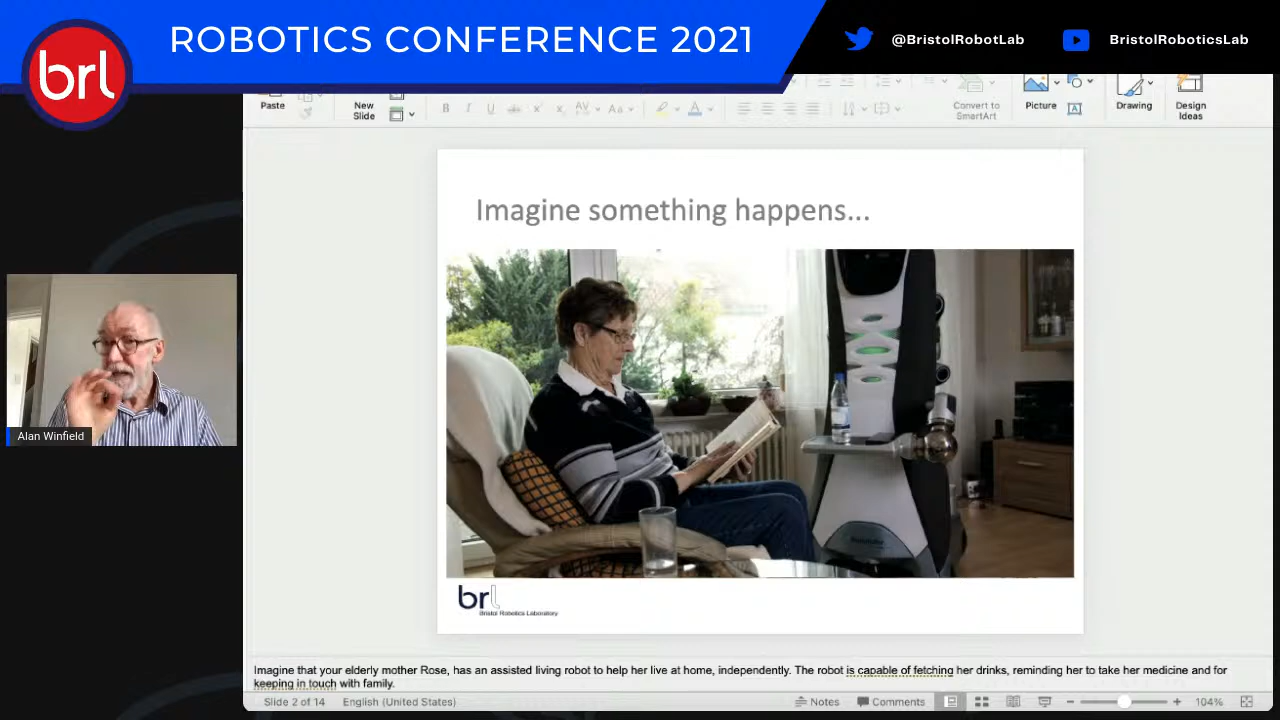 ROBOTICS CONFERENCE 2021
@BristolRobotLab
BristolRoboticsLab
brl
Paste
New
Slide
B I U ab x x AV Aa A
Convert to
SmartArt
Picture
Drawing
Design
Ideas
Imagine something happens...
Alan Winfield
brl
Bristol Robotics Laboratory
Imagine that your elderly mother Rose, has an assisted living robot to help her live at home, independently. The robot is capable of fetching her drinks, reminding her to take her medicine and for
keeping in touch with family.
Slide 2 of 14
English (United States)
Notes
Comments
104%